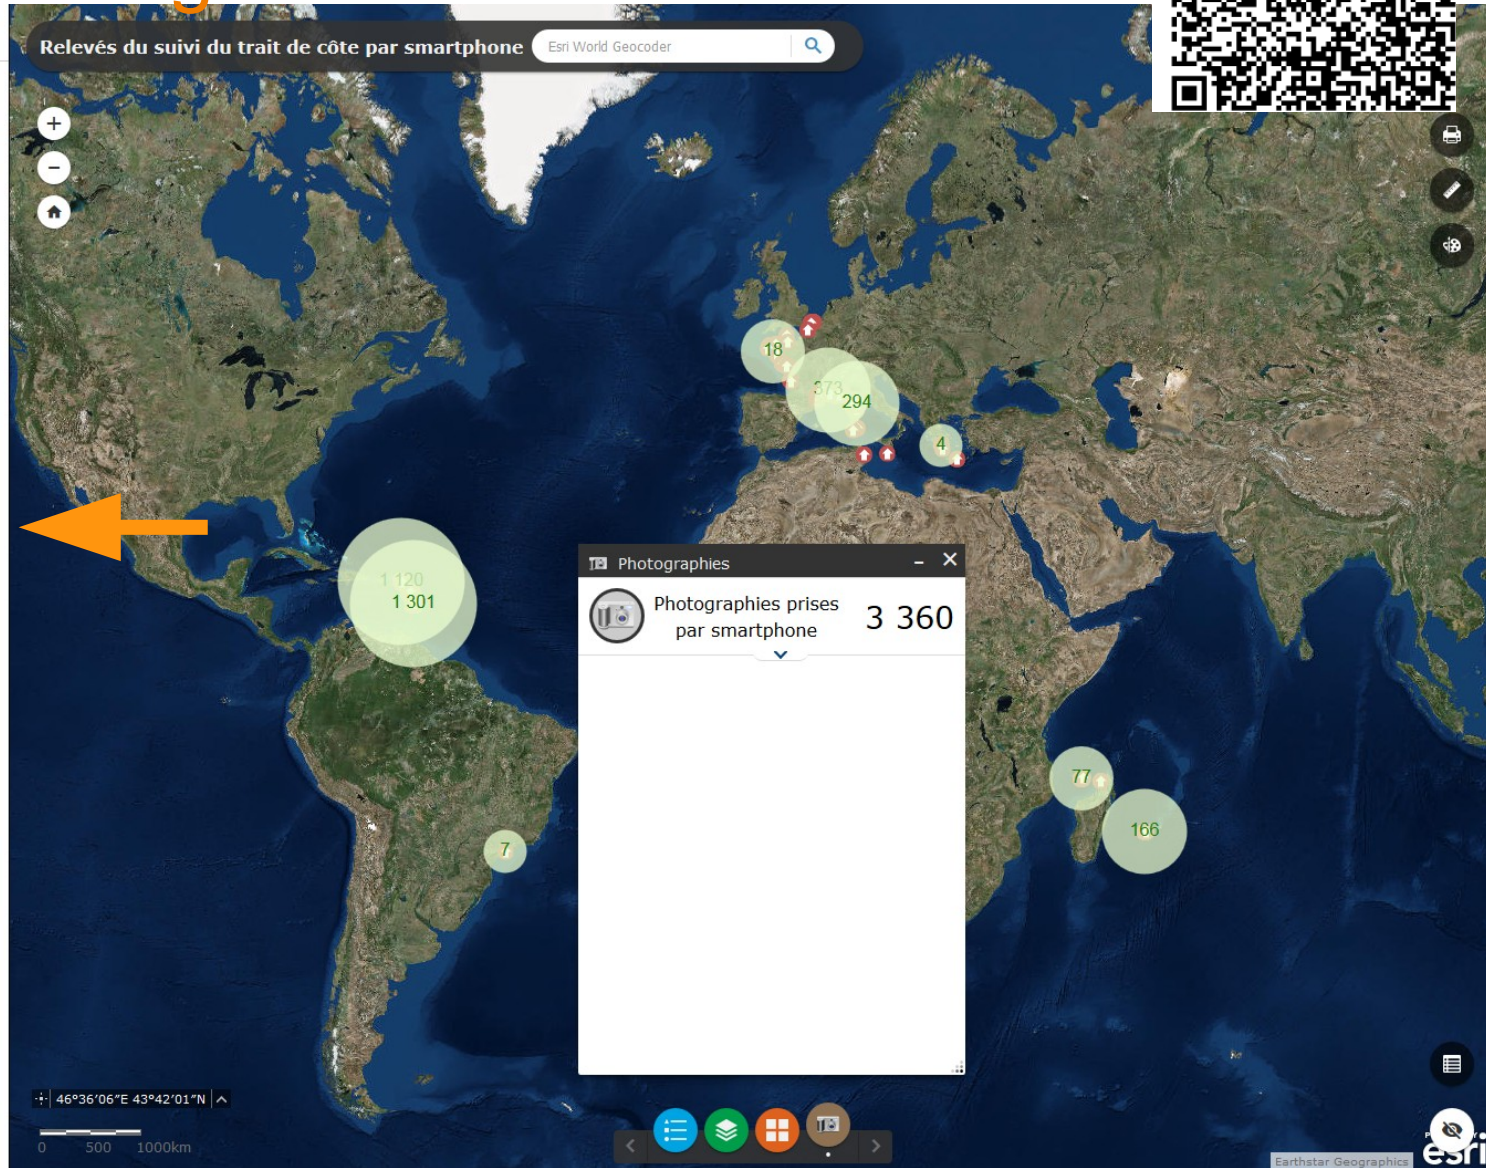 g
Relevés du suivi du trait de côte par smartphone
Esri World Geocoder
18
373
294
4
1 120
1 301
Photographies
Photographies prises
par smartphone
3 360
77
166
7
46°36'06"E 43°42'01"N
0 500 1000km
Earthstar Geographics
esri